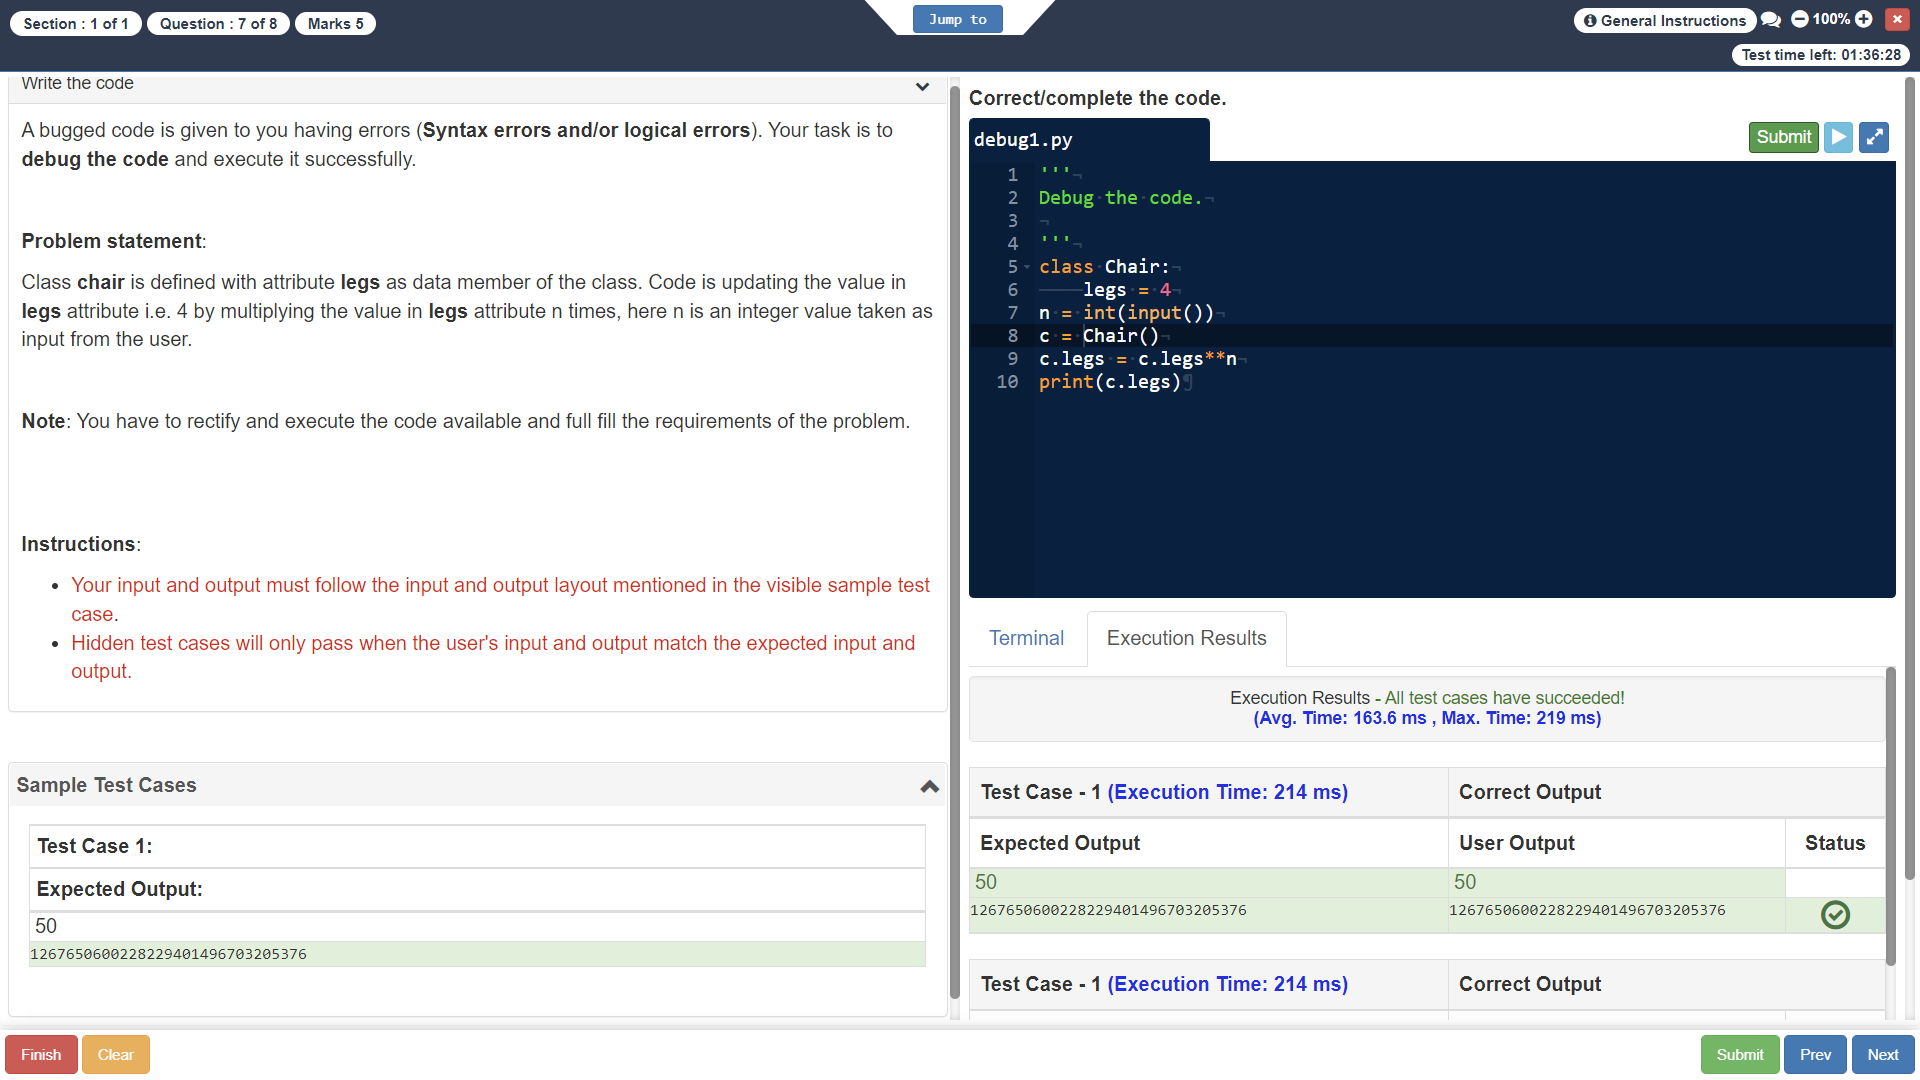 Section : 1 of 1
Question : 7 of 8
Marks 5
Jump to
General Instructions
100%
Test time left: 01:36:28
Write the code
A bugged code is given to you having errors (Syntax errors and/or logical errors). Your task is to
debug the code and execute it successfully.
Problem statement:
Class chair is defined with attribute legs as data member of the class. Code is updating the value in
legs attribute i.e. 4 by multiplying the value in legs attribute n times, here n is an integer value taken as
input from the user.
Note: You have to rectify and execute the code available and full fill the requirements of the problem.
Instructions:
Your input and output must follow the input and output layout mentioned in the visible sample test
case.
Hidden test cases will only pass when the user's input and output match the expected input and
output.
Sample Test Cases
Test Case 1:
Expected Output:
50
1267650600228229401496703205376
Correct/complete the code.
debug1.py
Submit
1 '''
2 Debug the code.
3
4 '''
5 class Chair:
6 legs = 4
7 n = int(input())
8 c = Chair()
9 c.legs = c.legs**n
10 print(c.legs)
Terminal
Execution Results
Execution Results - All test cases have succeeded!
(Avg. Time: 163.6 ms , Max. Time: 219 ms)
Test Case - 1 (Execution Time: 214 ms) Correct Output
Expected Output User Output Status
50 50
1267650600228229401496703205376 1267650600228229401496703205376
Test Case - 1 (Execution Time: 214 ms) Correct Output
Finish
Clear
Submit
Prev
Next